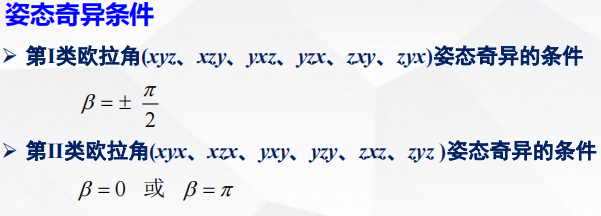 姿态奇异条件
➢ 第I类欧拉角(xyz、xzy、yxz、yzx、zxy、zyx)姿态奇异的条件
β = ± π/2
➢ 第II类欧拉角(xyx、xzx、yxy、yzy、zxz、zyz )姿态奇异的条件
β = 0 或 β = π